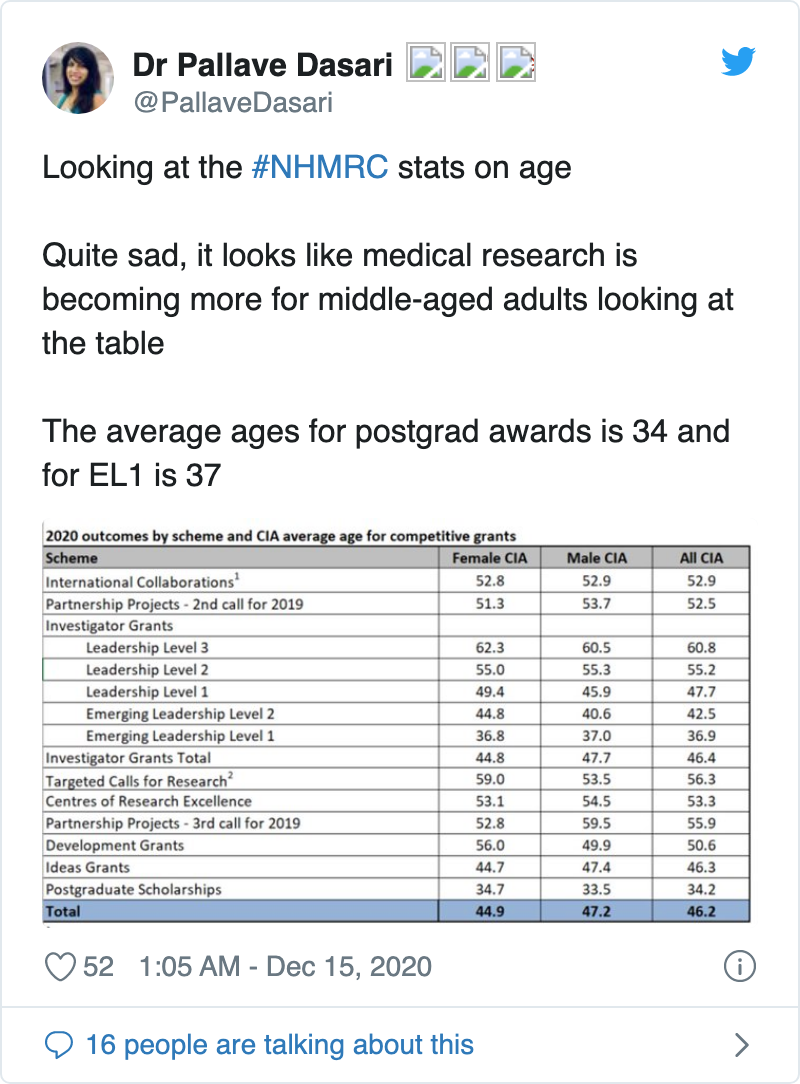 Dr Pallave Dasari
@PallaveDasari
Looking at the #NHMRC stats on age
Quite sad, it looks like medical research is
becoming more for middle-aged adults looking at
the table
The average ages for postgrad awards is 34 and
for EL1 is 37
2020 outcomes by scheme and CIA average age for competitive grants
Scheme Female CIA Male CIA All CIA
International Collaborations¹ 52.8 52.9 52.9
Partnership Projects - 2nd call for 2019 51.3 53.7 52.5
Investigator Grants
Leadership Level 3 62.3 60.5 60.8
Leadership Level 2 55.0 55.3 55.2
Leadership Level 1 49.4 45.9 47.7
Emerging Leadership Level 2 44.8 40.6 42.5
Emerging Leadership Level 1 36.8 37.0 36.9
Investigator Grants Total 44.8 47.7 46.4
Targeted Calls for Research² 59.0 53.5 56.3
Centres of Research Excellence 53.1 54.5 53.3
Partnership Projects - 3rd call for 2019 52.8 59.5 55.9
Development Grants 56.0 49.9 50.6
Ideas Grants 44.7 47.4 46.3
Postgraduate Scholarships 34.7 33.5 34.2
Total 44.9 47.2 46.2
52 1:05 AM - Dec 15, 2020
16 people are talking about this